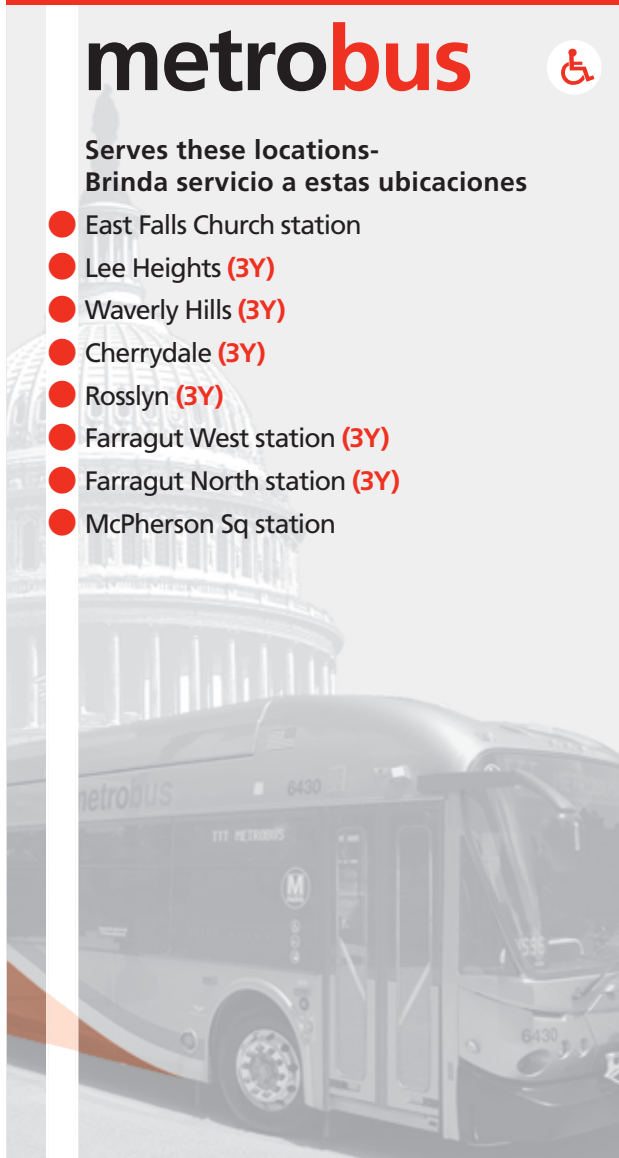 metrobus
Serves these locations-
Brinda servicio a estas ubicaciones
East Falls Church station
Lee Heights (3Y)
Waverly Hills (3Y)
Cherrydale (3Y)
Rosslyn (3Y)
Farragut West station (3Y)
Farragut North station (3Y)
McPherson Sq station
metrobus
6430
TTT METROBUS
M
6430